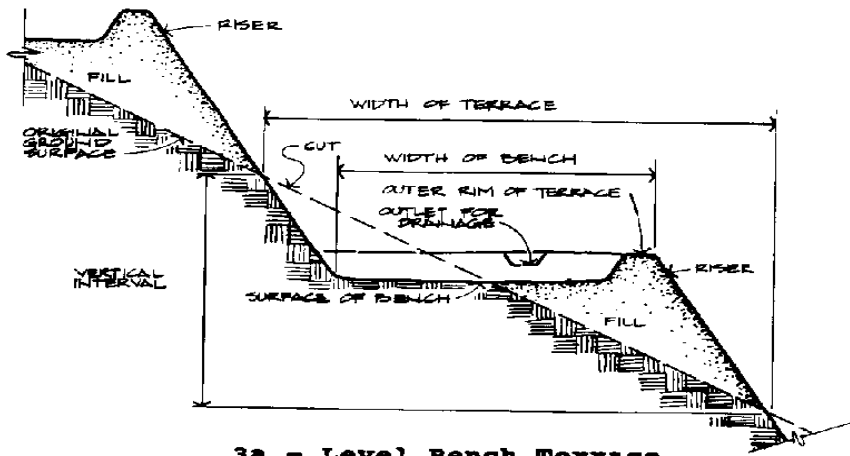 RISER
FILL
WIDTH OF TERRACE
ORIGINAL
GROUND
SURFACE
CUT
WIDTH OF BENCH
OUTER RIM OF TERRACE
OUTLET FOR
DRAINAGE
VERTICAL
INTERVAL
RISER
SURFACE OF BENCH
FILL
3a - Level Bench Terrace